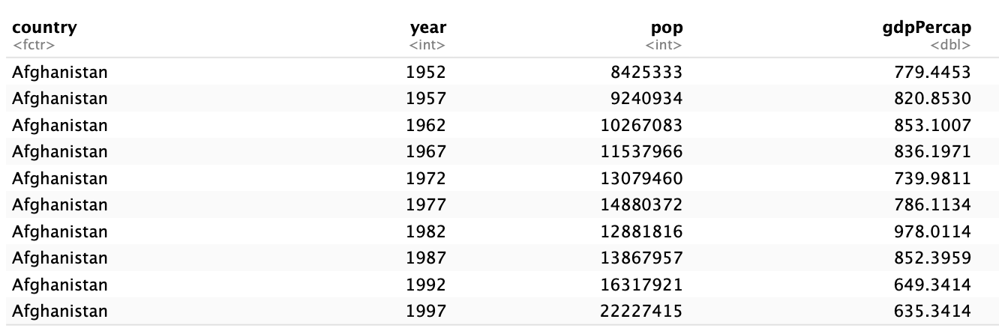 country year pop gdpPercap
<fctr> <int> <int> <dbl>
Afghanistan 1952 8425333 779.4453
Afghanistan 1957 9240934 820.8530
Afghanistan 1962 10267083 853.1007
Afghanistan 1967 11537966 836.1971
Afghanistan 1972 13079460 739.9811
Afghanistan 1977 14880372 786.1134
Afghanistan 1982 12881816 978.0114
Afghanistan 1987 13867957 852.3959
Afghanistan 1992 16317921 649.3414
Afghanistan 1997 22227415 635.3414